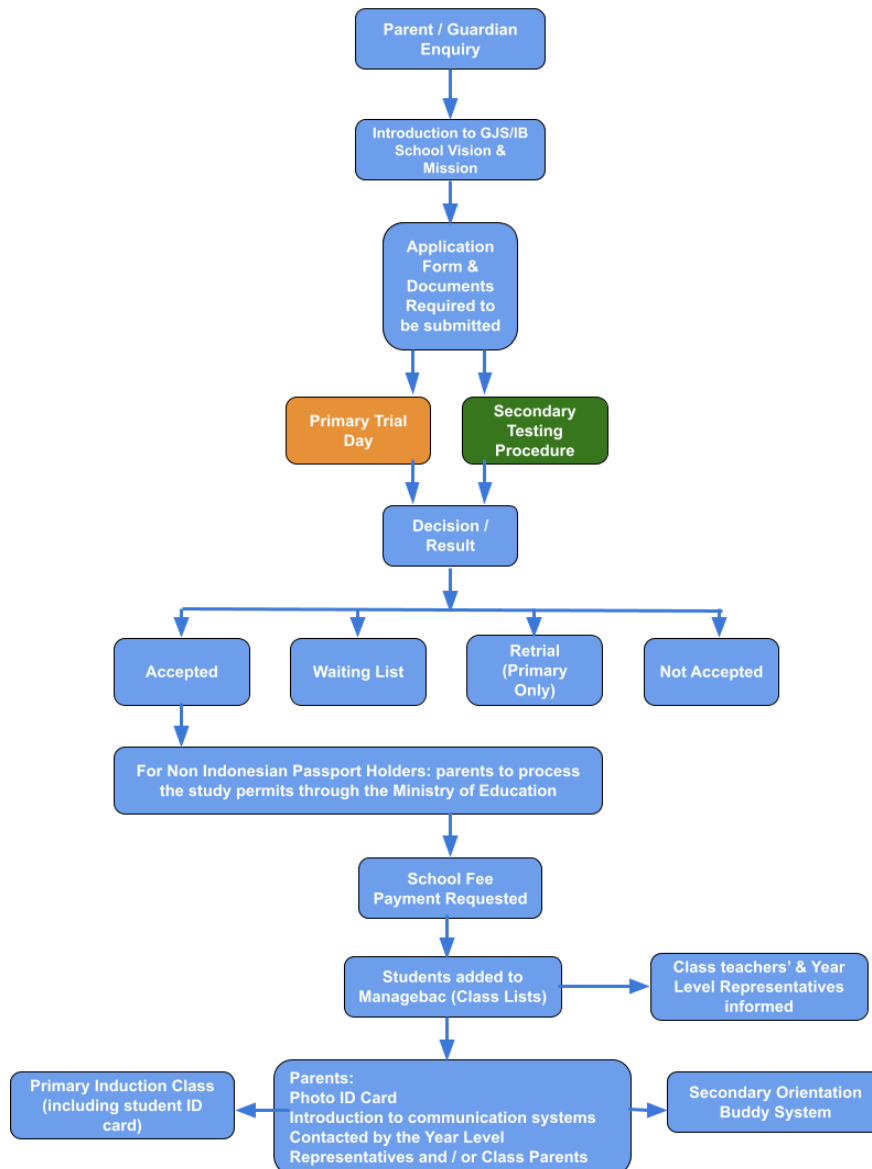 Parent / Guardian
Enquiry
Introduction to GJS/IB
School Vision &
Mission
Application
Form &
Documents
Required to
be submitted
Primary Trial
Day
Secondary
Testing
Procedure
Decision /
Result
Accepted
Waiting List
Retrial
(Primary
Only)
Not Accepted
For Non Indonesian Passport Holders: parents to process
the study permits through the Ministry of Education
School Fee
Payment Requested
Students added to
Managebac (Class Lists)
Class teachers' & Year
Level Representatives
informed
Primary Induction Class
(including student ID
card)
Parents:
Photo ID Card
Introduction to communication systems
Contacted by the Year Level
Representatives and / or Class Parents
Secondary Orientation
Buddy System